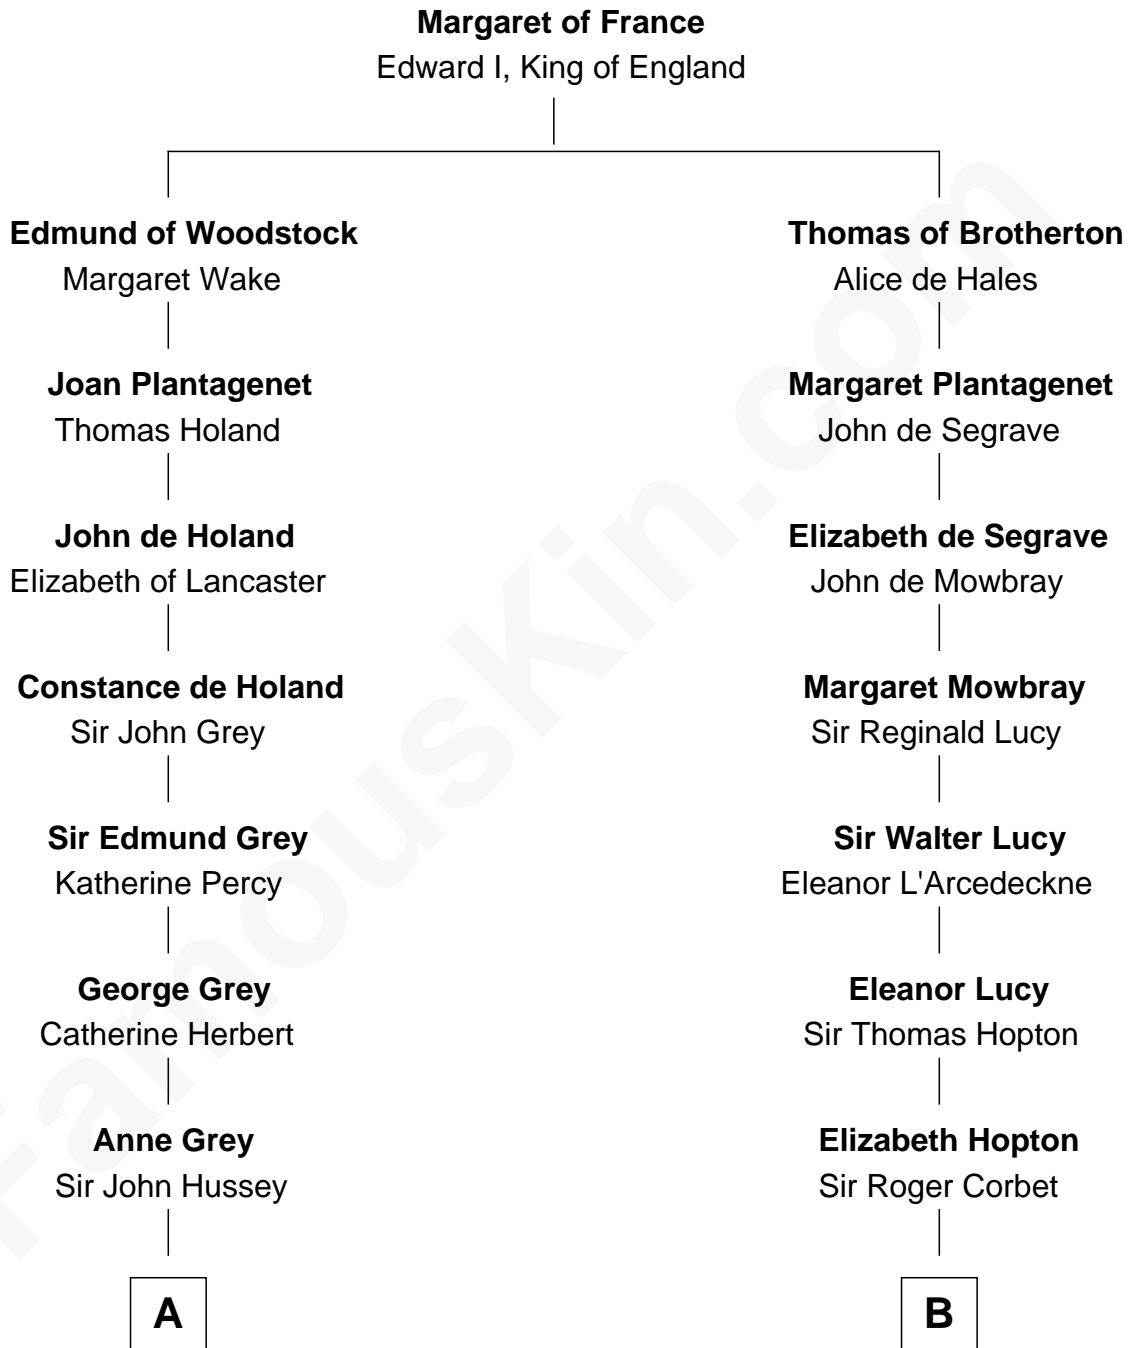 Margaret of France
Edward I, King of England
Edmund of Woodstock
Margaret Wake
Thomas of Brotherton
Alice de Hales
Joan Plantagenet
Thomas Holand
Margaret Plantagenet
John de Segrave
John de Holand
Elizabeth of Lancaster
Elizabeth de Segrave
John de Mowbray
Constance de Holand
Sir John Grey
Margaret Mowbray
Sir Reginald Lucy
Sir Edmund Grey
Katherine Percy
Sir Walter Lucy
Eleanor L'Arcedeckne
George Grey
Catherine Herbert
Eleanor Lucy
Sir Thomas Hopton
Anne Grey
Sir John Hussey
Elizabeth Hopton
Sir Roger Corbet
A
B
FamousKin.com